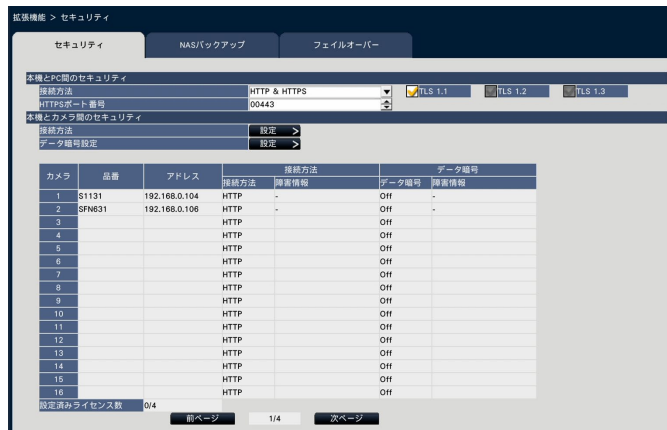 拡張機能 > セキュリティ
セキュリティ NASバックアップ フェイルオーバー
本機とPC間のセキュリティ
接続方法 HTTP & HTTPS TLS 1.1 TLS 1.2 TLS 1.3
HTTPSポート番号 00443
本機とカメラ間のセキュリティ
接続方法 設定 >
データ暗号設定 設定 >
カメラ 品番 アドレス 接続方法 データ暗号
接続方法 障害情報 データ暗号 障害情報
1 S1131 192.168.0.104 HTTP - Off -
2 SFN631 192.168.0.106 HTTP - Off -
3 HTTP Off
4 HTTP Off
5 HTTP Off
6 HTTP Off
7 HTTP Off
8 HTTP Off
9 HTTP Off
10 HTTP Off
11 HTTP Off
12 HTTP Off
13 HTTP Off
14 HTTP Off
15 HTTP Off
16 HTTP Off
設定済みライセンス数 0/4
前ページ 1/4 次ページ